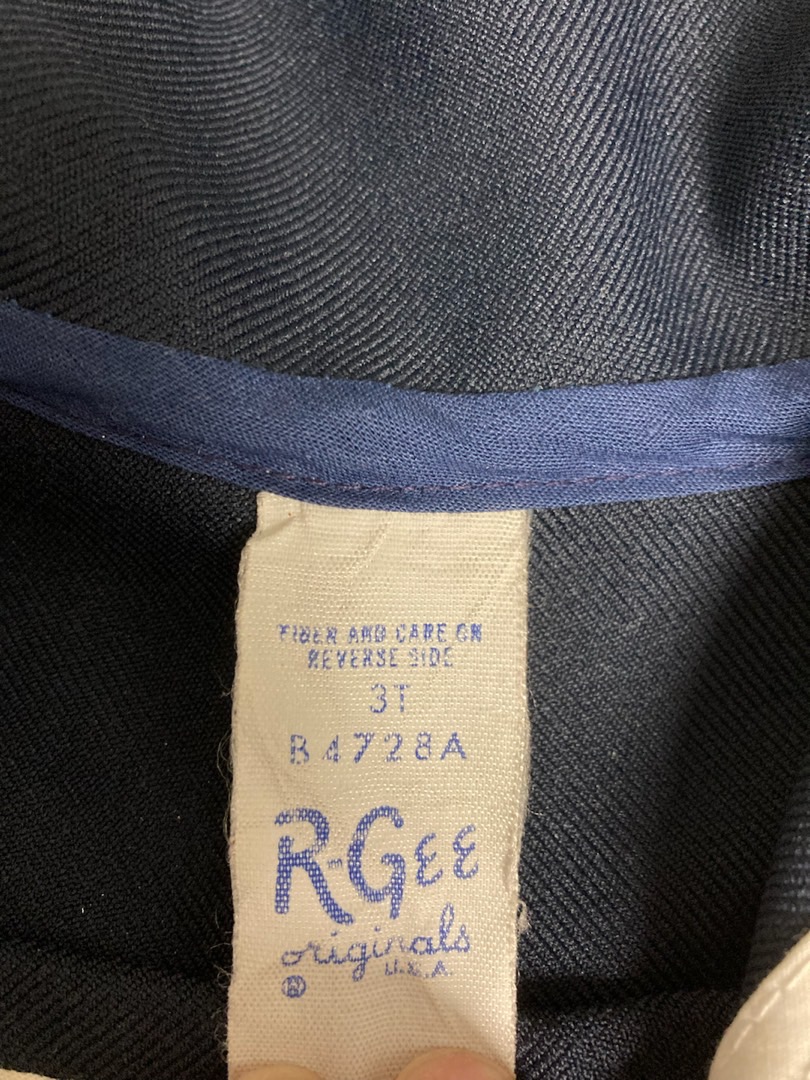 FIBER AND CARE ON
REVERSE SIDE
3T
B4728A
R-GEE
originals
U.S.A.
®